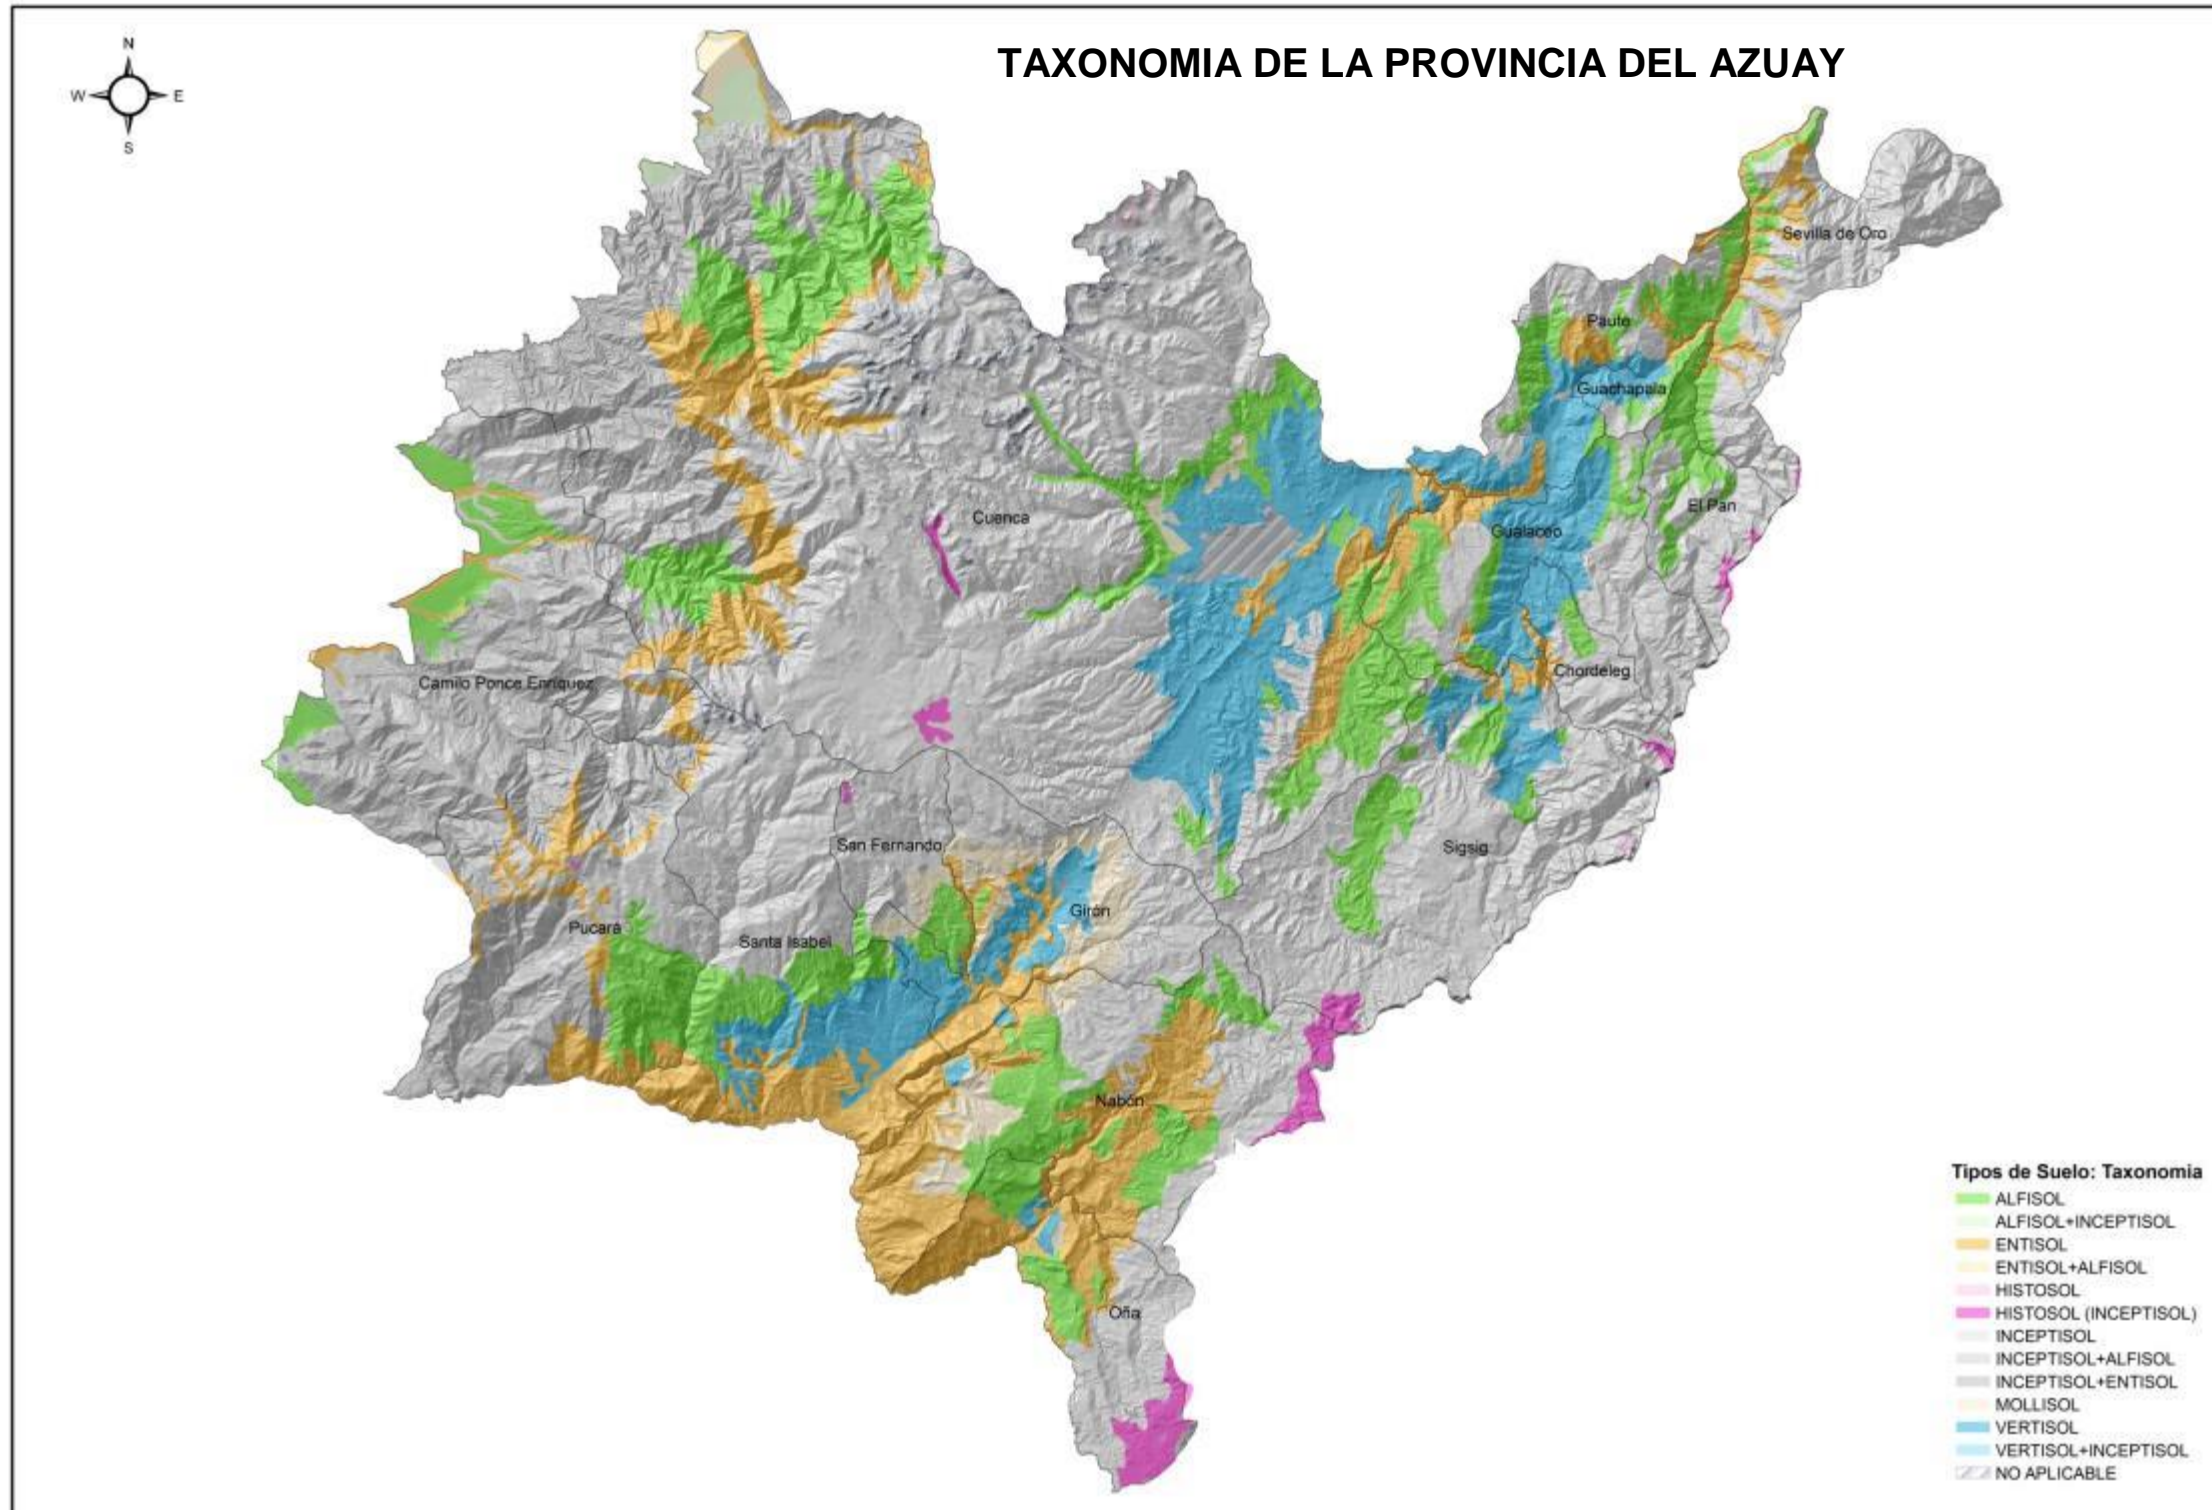 TAXONOMIA DE LA PROVINCIA DEL AZUAY
N
W
E
S
Sevilla de Oro
Paute
Guachapala
El Pan
Cuenca
Gualaceo
Chordeleg
Camilo Ponce Enríquez
San Fernando
Sigsig
Girón
Pucará
Santa Isabel
Nabón
Oña
Tipos de Suelo: Taxonomia
ALFISOL
ALFISOL+INCEPTISOL
ENTISOL
ENTISOL+ALFISOL
HISTOSOL
HISTOSOL (INCEPTISOL)
INCEPTISOL
INCEPTISOL+ALFISOL
INCEPTISOL+ENTISOL
MOLLISOL
VERTISOL
VERTISOL+INCEPTISOL
NO APLICABLE